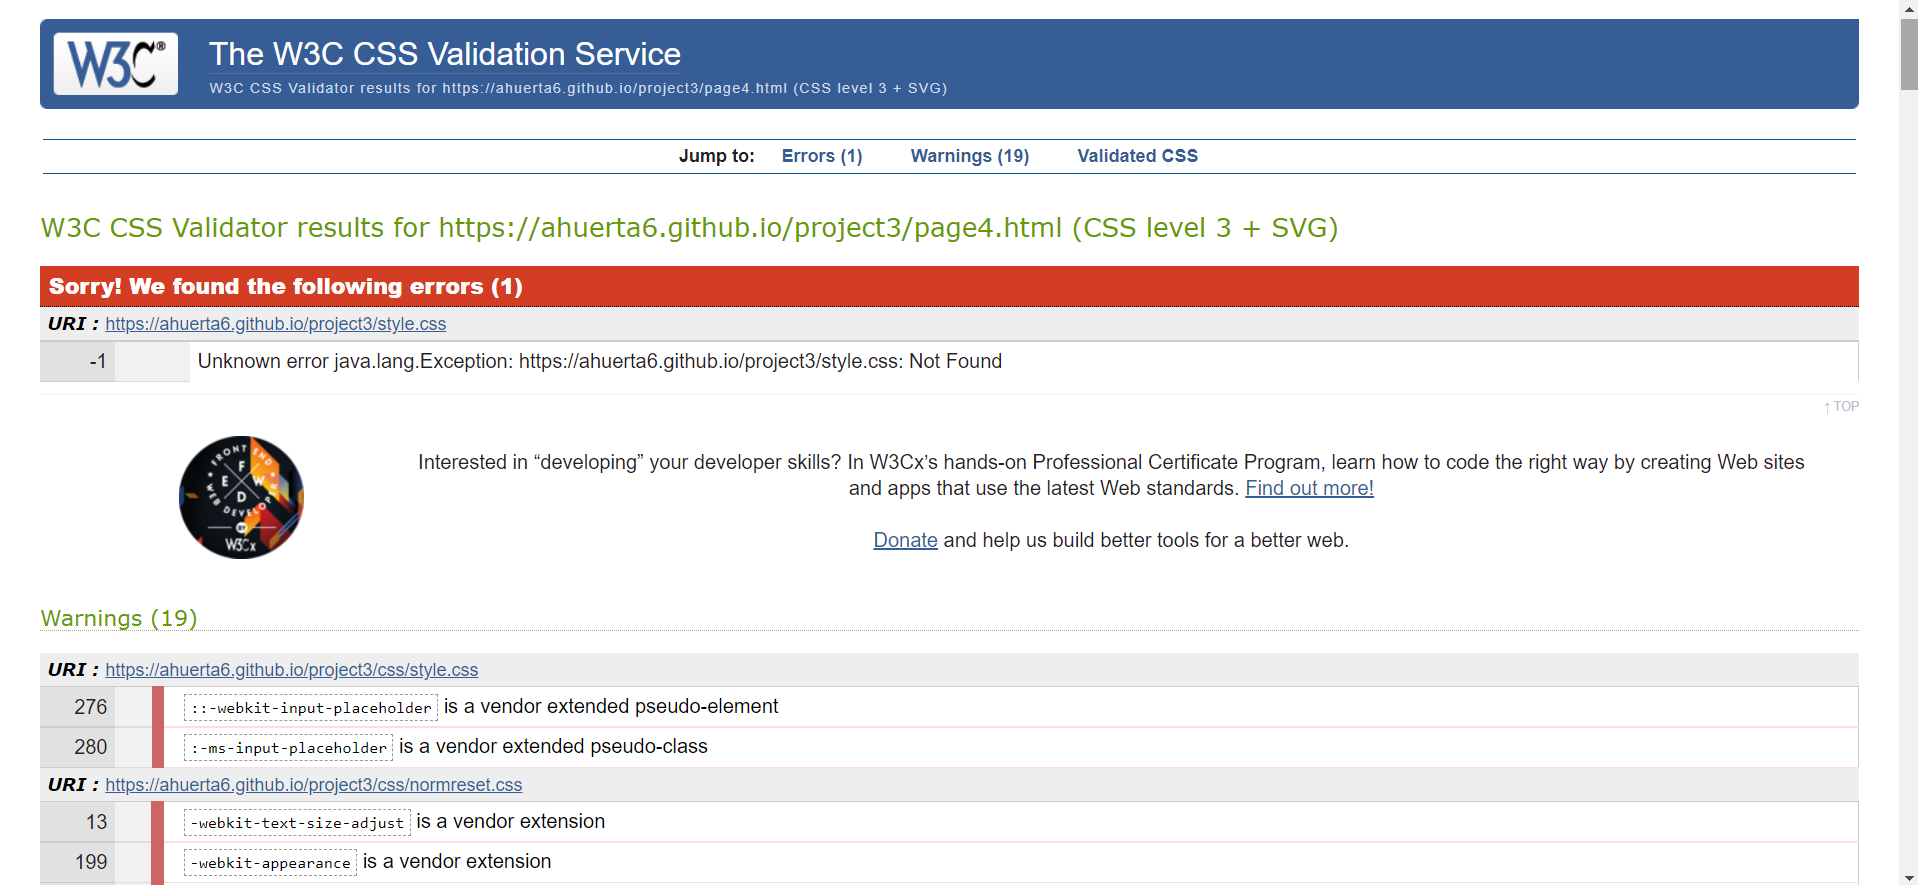 W3C®
The W3C CSS Validation Service
W3C CSS Validator results for https://ahuerta6.github.io/project3/page4.html (CSS level 3 + SVG)
Jump to: Errors (1) Warnings (19) Validated CSS
W3C CSS Validator results for https://ahuerta6.github.io/project3/page4.html (CSS level 3 + SVG)
Sorry! We found the following errors (1)
URI : https://ahuerta6.github.io/project3/style.css
-1 Unknown error java.lang.Exception: https://ahuerta6.github.io/project3/style.css: Not Found
↑ TOP
FRONT END
F E W D
WEB DEVELOPER
BY
W3Cx
Interested in “developing” your developer skills? In W3Cx’s hands-on Professional Certificate Program, learn how to code the right way by creating Web sites
and apps that use the latest Web standards. Find out more!
Donate and help us build better tools for a better web.
Warnings (19)
URI : https://ahuerta6.github.io/project3/css/style.css
276 ::-webkit-input-placeholder is a vendor extended pseudo-element
280 :-ms-input-placeholder is a vendor extended pseudo-class
URI : https://ahuerta6.github.io/project3/css/normreset.css
13 -webkit-text-size-adjust is a vendor extension
199 -webkit-appearance is a vendor extension